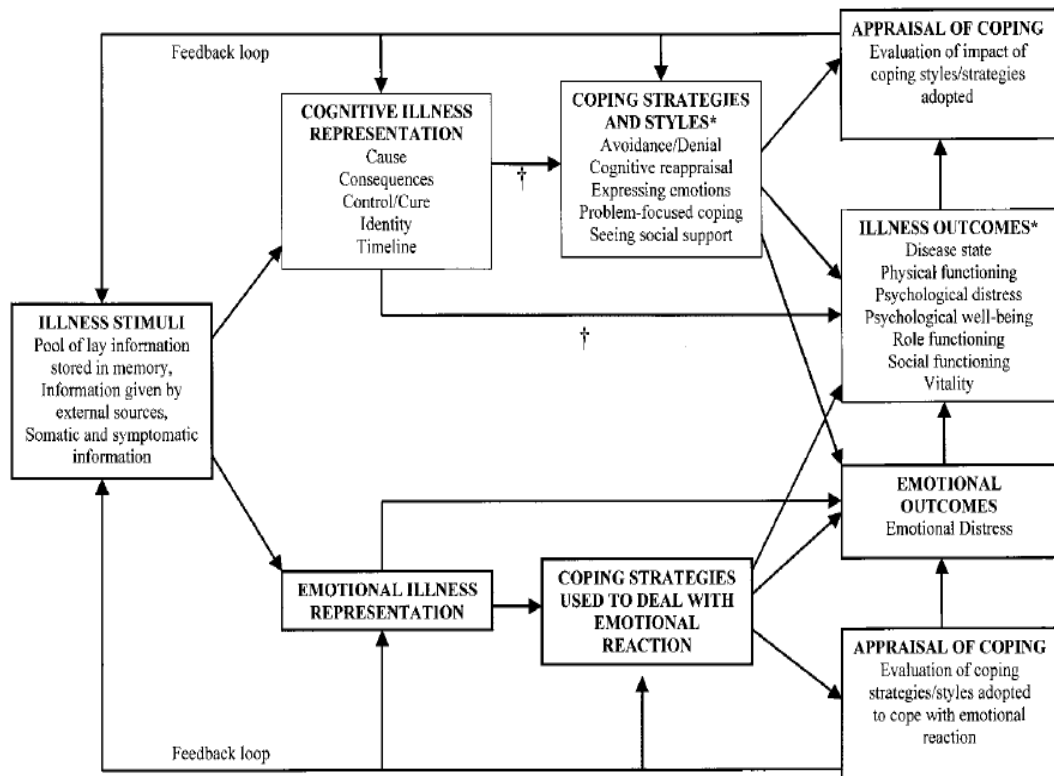 Feedback loop
APPRAISAL OF COPING
Evaluation of impact of
coping styles/strategies
adopted
COGNITIVE ILLNESS
REPRESENTATION
Cause
Consequences
Control/Cure
Identity
Timeline
†
COPING STRATEGIES
AND STYLES*
Avoidance/Denial
Cognitive reappraisal
Expressing emotions
Problem-focused coping
Seeing social support
ILLNESS OUTCOMES*
Disease state
Physical functioning
Psychological distress
Psychological well-being
Role functioning
Social functioning
Vitality
†
ILLNESS STIMULI
Pool of lay information
stored in memory,
Information given by
external sources,
Somatic and symptomatic
information
EMOTIONAL
OUTCOMES
Emotional Distress
EMOTIONAL ILLNESS
REPRESENTATION
COPING STRATEGIES
USED TO DEAL WITH
EMOTIONAL
REACTION
APPRAISAL OF COPING
Evaluation of coping
strategies/styles adopted
to cope with emotional
reaction
Feedback loop